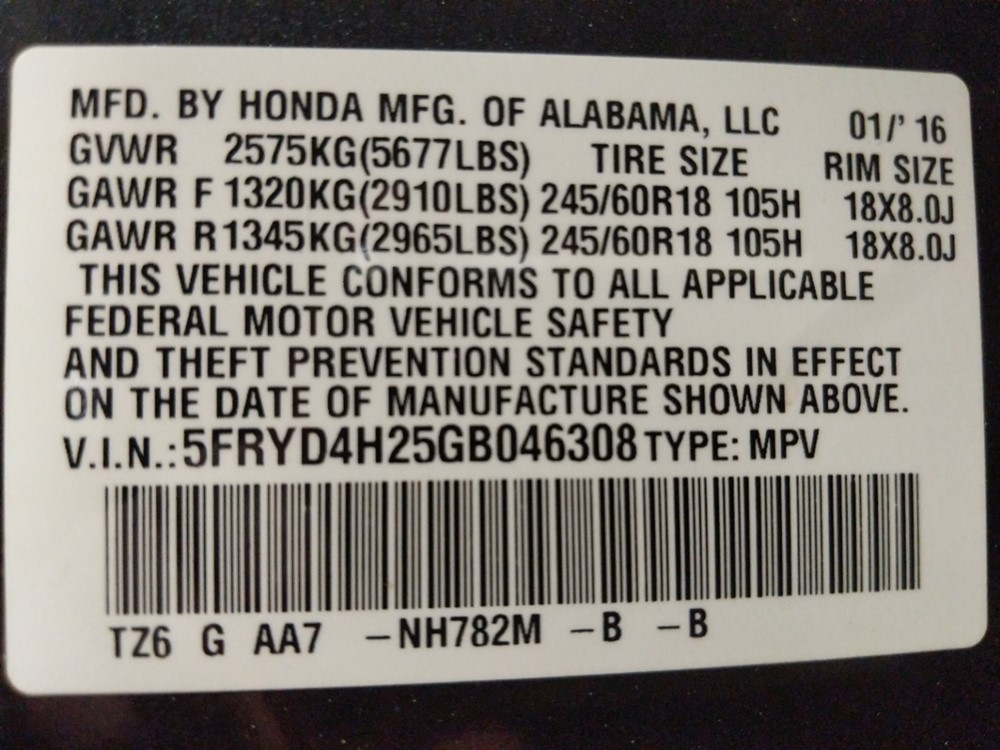 MFD. BY HONDA MFG. OF ALABAMA, LLC 01/' 16
GVWR 2575KG(5677LBS) TIRE SIZE RIM SIZE
GAWR F 1320KG(2910LBS) 245/60R18 105H 18X8.0J
GAWR R 1345KG(2965LBS) 245/60R18 105H 18X8.0J
THIS VEHICLE CONFORMS TO ALL APPLICABLE
FEDERAL MOTOR VEHICLE SAFETY
AND THEFT PREVENTION STANDARDS IN EFFECT
ON THE DATE OF MANUFACTURE SHOWN ABOVE.
V.I.N.:5FRYD4H25GB046308 TYPE: MPV
TZ6 G AA7 –NH782M –B –B